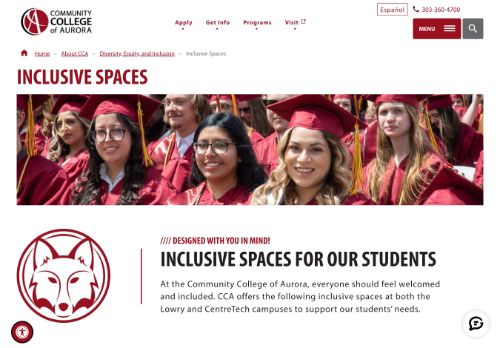 COMMUNITY
COLLEGE
of AURORA
Apply
Get Info
Programs
Visit
Español
303-360-4700
MENU
Home – About CCA – Diversity, Equity, and Inclusion – Inclusive Spaces
INCLUSIVE SPACES
//// DESIGNED WITH YOU IN MIND!
INCLUSIVE SPACES FOR OUR STUDENTS
At the Community College of Aurora, everyone should feel welcomed
and included. CCA offers the following inclusive spaces at both the
Lowry and CentreTech campuses to support our students' needs.